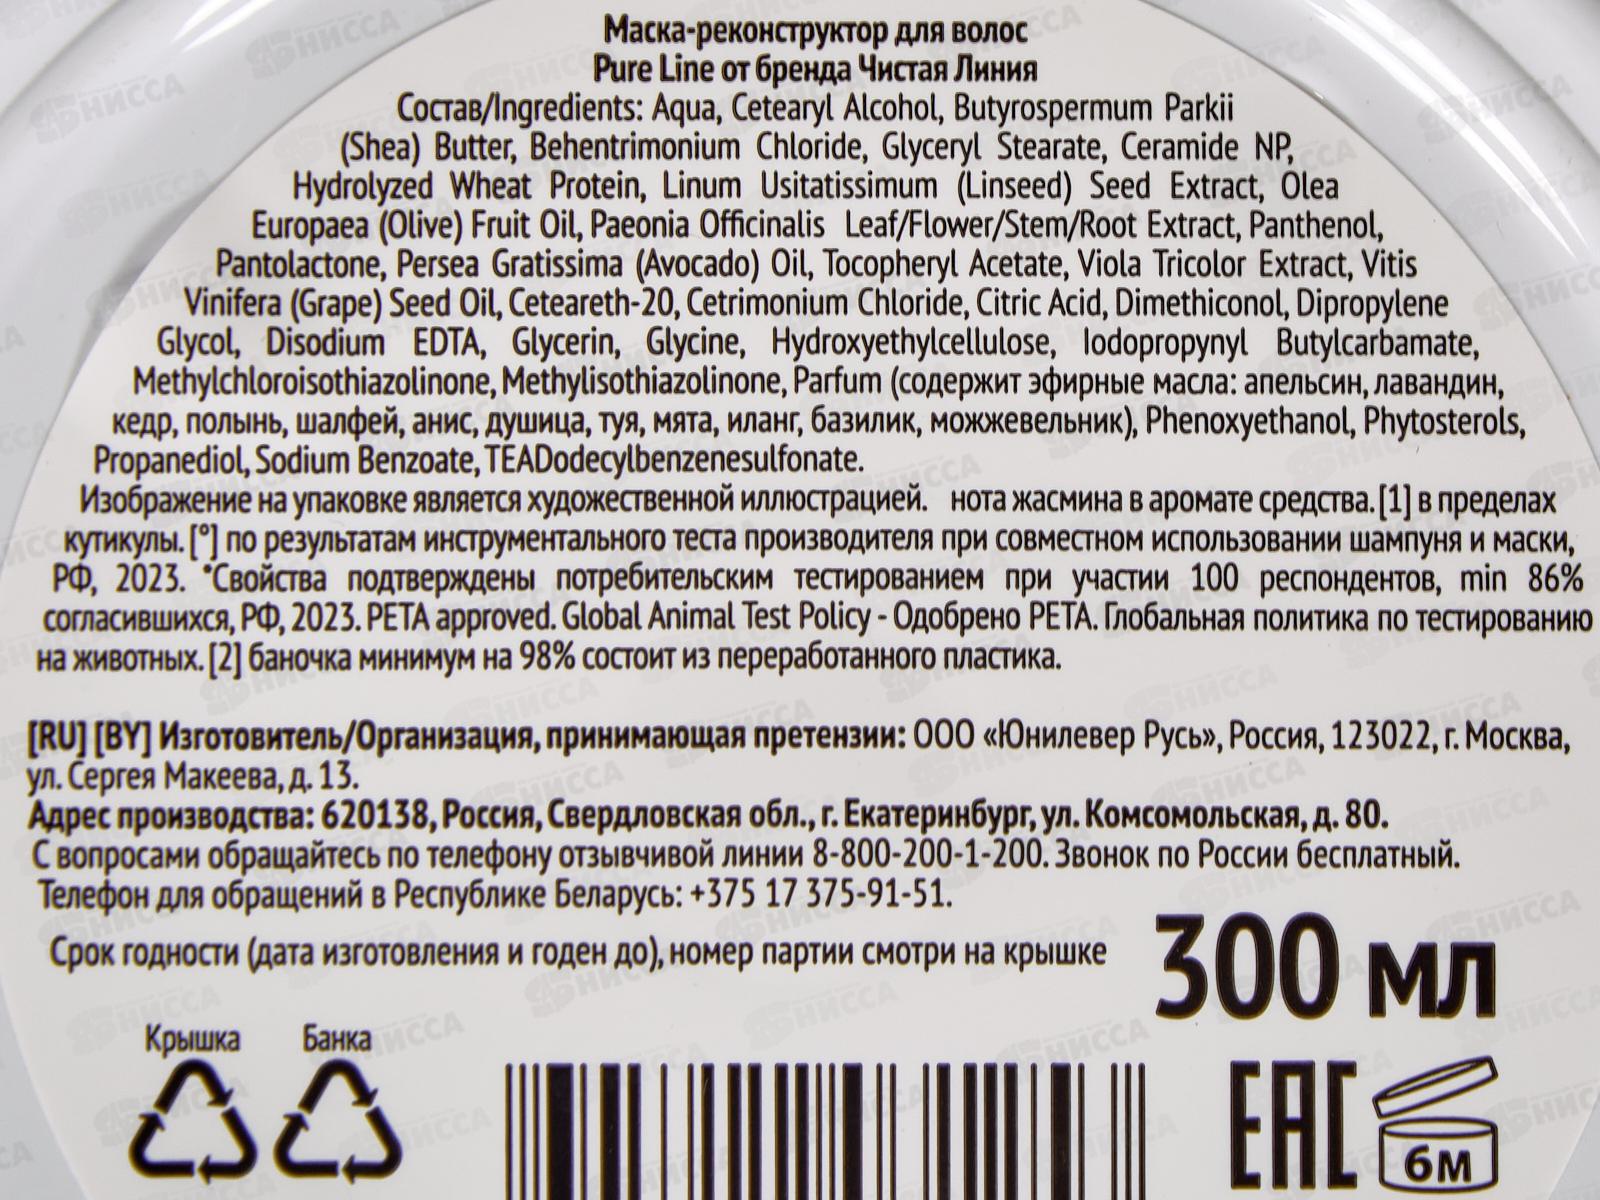 Маска-реконструктор для волос
Pure Line от бренда Чистая Линия
Состав/Ingredients: Aqua, Cetearyl Alcohol, Butyrospermum Parkii
(Shea) Butter, Behentrimonium Chloride, Glyceryl Stearate, Ceramide NP,
Hydrolyzed Wheat Protein, Linum Usitatissimum (Linseed) Seed Extract, Olea
Europaea (Olive) Fruit Oil, Paeonia Officinalis Leaf/Flower/Stem/Root Extract, Panthenol,
Pantolactone, Persea Gratissima (Avocado) Oil, Tocopheryl Acetate, Viola Tricolor Extract, Vitis
Vinifera (Grape) Seed Oil, Ceteareth-20, Cetrimonium Chloride, Citric Acid, Dimethiconol, Dipropylene
Glycol, Disodium EDTA, Glycerin, Glycine, Hydroxyethylcellulose, Iodopropynyl Butylcarbamate,
Methylchloroisothiazolinone, Methylisothiazolinone, Parfum (содержит эфирные масла: апельсин, лавандин,
кедр, полынь, шалфей, анис, душица, туя, мята, иланг, базилик, можжевельник), Phenoxyethanol, Phytosterols,
Propanediol, Sodium Benzoate, TEADodecylbenzenesulfonate.
Изображение на упаковке является художественной иллюстрацией. нота жасмина в аромате средства. [1] в пределах
кутикулы. [°] по результатам инструментального теста производителя при совместном использовании шампуня и маски,
РФ, 2023. *Свойства подтверждены потребительским тестированием при участии 100 респондентов, min 86%
согласившихся, РФ, 2023. PETA approved. Global Animal Test Policy - Одобрено PETA. Глобальная политика по тестированию
на животных. [2] баночка минимум на 98% состоит из переработанного пластика.
[RU] [BY] Изготовитель/Организация, принимающая претензии: ООО «Юнилевер Русь», Россия, 123022, г. Москва,
ул. Сергея Макеева, д. 13.
Адрес производства: 620138, Россия, Свердловская обл., г. Екатеринбург, ул. Комсомольская, д. 80.
С вопросами обращайтесь по телефону отзывчивой линии 8-800-200-1-200. Звонок по России бесплатный.
Телефон для обращений в Республике Беларусь: +375 17 375-91-51.
Срок годности (дата изготовления и годен до), номер партии смотри на крышке
300 мл
Крышка Банка
ЕАС
6м
НИССА